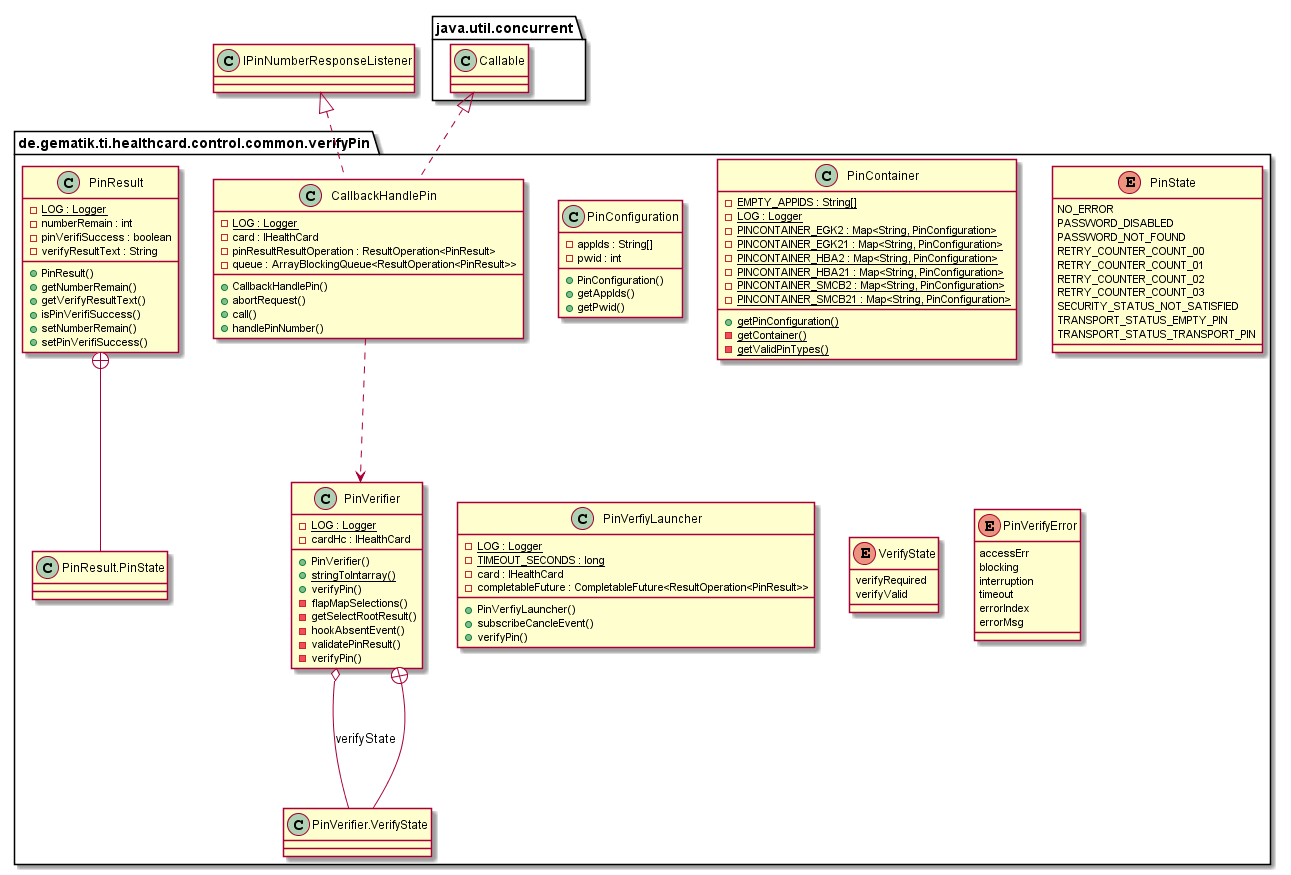 java.util.concurrent
C IPinNumberResponseListener
C Callable
de.gematik.ti.healthcard.control.common.verifyPin
C PinResult
LOG : Logger
numberRemain : int
pinVerifiSuccess : boolean
verifyResultText : String
PinResult()
getNumberRemain()
getVerifyResultText()
isPinVerifiSuccess()
setNumberRemain()
setPinVerifiSuccess()
C CallbackHandlePin
LOG : Logger
card : IHealthCard
pinResultResultOperation : ResultOperation<PinResult>
queue : ArrayBlockingQueue<ResultOperation<PinResult>>
CallbackHandlePin()
abortRequest()
call()
handlePinNumber()
C PinConfiguration
appIds : String[]
pwid : int
PinConfiguration()
getAppIds()
getPwid()
C PinContainer
EMPTY_APPIDS : String[]
LOG : Logger
PINCONTAINER_EGK2 : Map<String, PinConfiguration>
PINCONTAINER_EGK21 : Map<String, PinConfiguration>
PINCONTAINER_HBA2 : Map<String, PinConfiguration>
PINCONTAINER_HBA21 : Map<String, PinConfiguration>
PINCONTAINER_SMCB2 : Map<String, PinConfiguration>
PINCONTAINER_SMCB21 : Map<String, PinConfiguration>
getPinConfiguration()
getContainer()
getValidPinTypes()
E PinState
NO_ERROR
PASSWORD_DISABLED
PASSWORD_NOT_FOUND
RETRY_COUNTER_COUNT_00
RETRY_COUNTER_COUNT_01
RETRY_COUNTER_COUNT_02
RETRY_COUNTER_COUNT_03
SECURITY_STATUS_NOT_SATISFIED
TRANSPORT_STATUS_EMPTY_PIN
TRANSPORT_STATUS_TRANSPORT_PIN
C PinResult.PinState
C PinVerifier
LOG : Logger
cardHc : IHealthCard
PinVerifier()
stringToIntarray()
verifyPin()
flapMapSelections()
getSelectRootResult()
hookAbsentEvent()
validatePinResult()
verifyPin()
C PinVerfiyLauncher
LOG : Logger
TIMEOUT_SECONDS : long
card : IHealthCard
completableFuture : CompletableFuture<ResultOperation<PinResult>>
PinVerfiyLauncher()
subscribeCancleEvent()
verifyPin()
E VerifyState
verifyRequired
verifyValid
E PinVerifyError
accessErr
blocking
interruption
timeout
errorIndex
errorMsg
verifyState
C PinVerifier.VerifyState